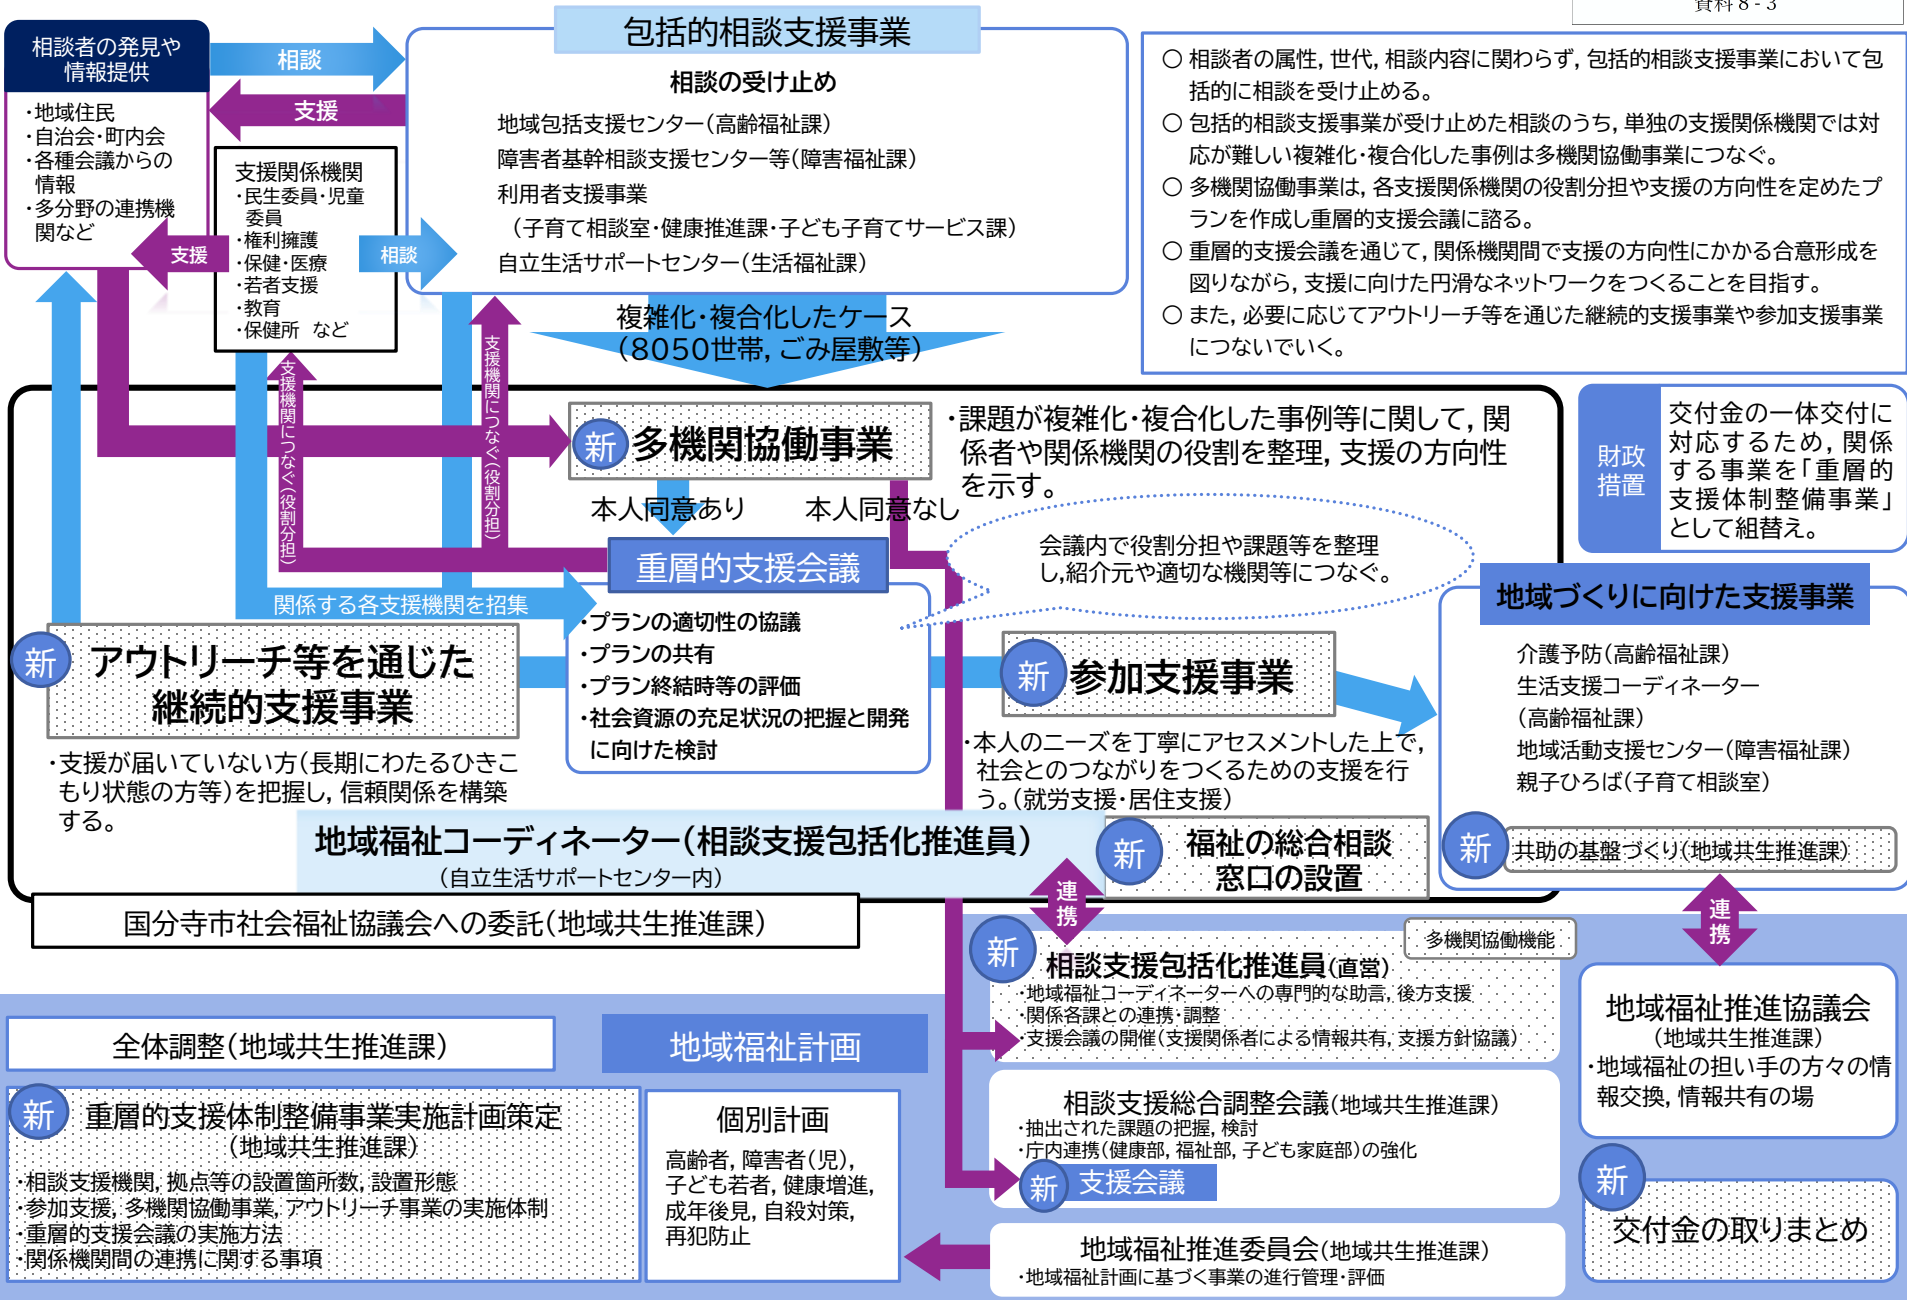 資料８-３
相談者の発見や
情報提供
・地域住民
・自治会・町内会
・各種会議からの
情報
・多分野の連携機
関など
相談
支援
支援関係機関
・民生委員・児童
委員
・権利擁護
・保健・医療
・若者支援
・教育
・保健所 など
支援
相談
包括的相談支援事業
相談の受け止め
地域包括支援センター（高齢福祉課）
障害者基幹相談支援センター等（障害福祉課）
利用者支援事業
（子育て相談室・健康推進課・子ども子育てサービス課）
自立生活サポートセンター（生活福祉課）
複雑化・複合化したケース
（8050世帯，ごみ屋敷等）
○ 相談者の属性，世代，相談内容に関わらず，包括的相談支援事業において包
括的に相談を受け止める。
○ 包括的相談支援事業が受け止めた相談のうち，単独の支援関係機関では対
応が難しい複雑化・複合化した事例は多機関協働事業につなぐ。
○ 多機関協働事業は，各支援関係機関の役割分担や支援の方向性を定めたプ
ランを作成し重層的支援会議に諮る。
○ 重層的支援会議を通じて，関係機関間で支援の方向性にかかる合意形成を
図りながら，支援に向けた円滑なネットワークをつくることを目指す。
○ また，必要に応じてアウトリーチ等を通じた継続的支援事業や参加支援事業
につないでいく。
支援機関につなぐ（役割分担）
支援機関につなぐ（役割分担）
新 多機関協働事業
・課題が複雑化・複合化した事例等に関して，関
係者や関係機関の役割を整理，支援の方向性
を示す。
財政
措置
交付金の一体交付に
対応するため，関係
する事業を「重層的
支援体制整備事業」
として組替え。
本人同意あり
本人同意なし
重層的支援会議
・プランの適切性の協議
・プランの共有
・プラン終結時等の評価
・社会資源の充足状況の把握と開発
に向けた検討
会議内で役割分担や課題等を整理
し,紹介元や適切な機関等につなぐ。
関係する各支援機関を招集
新 アウトリーチ等を通じた
継続的支援事業
・支援が届いていない方（長期にわたるひきこ
もり状態の方等）を把握し，信頼関係を構築
する。
新 参加支援事業
・本人のニーズを丁寧にアセスメントした上で，
社会とのつながりをつくるための支援を行
う。（就労支援・居住支援）
地域づくりに向けた支援事業
介護予防（高齢福祉課）
生活支援コーディネーター
（高齢福祉課）
地域活動支援センター（障害福祉課）
親子ひろば（子育て相談室）
新 共助の基盤づくり（地域共生推進課）
地域福祉コーディネーター（相談支援包括化推進員）
（自立生活サポートセンター内）
新 福祉の総合相談
窓口の設置
国分寺市社会福祉協議会への委託（地域共生推進課）
連携
連携
多機関協働機能
新 相談支援包括化推進員（直営）
・地域福祉コーディネーターへの専門的な助言，後方支援
・関係各課との連携・調整
・支援会議の開催（支援関係者による情報共有，支援方針協議）
地域福祉推進協議会
（地域共生推進課）
・地域福祉の担い手の方々の情
報交換，情報共有の場
全体調整（地域共生推進課）
地域福祉計画
新 重層的支援体制整備事業実施計画策定
（地域共生推進課）
・相談支援機関，拠点等の設置箇所数，設置形態
・参加支援，多機関協働事業，アウトリーチ事業の実施体制
・重層的支援会議の実施方法
・関係機関間の連携に関する事項
個別計画
高齢者，障害者（児），
子ども若者，健康増進，
成年後見，自殺対策，
再犯防止
相談支援総合調整会議（地域共生推進課）
・抽出された課題の把握，検討
・庁内連携（健康部，福祉部，子ども家庭部）の強化
新 支援会議
地域福祉推進委員会（地域共生推進課）
・地域福祉計画に基づく事業の進行管理・評価
新
交付金の取りまとめ